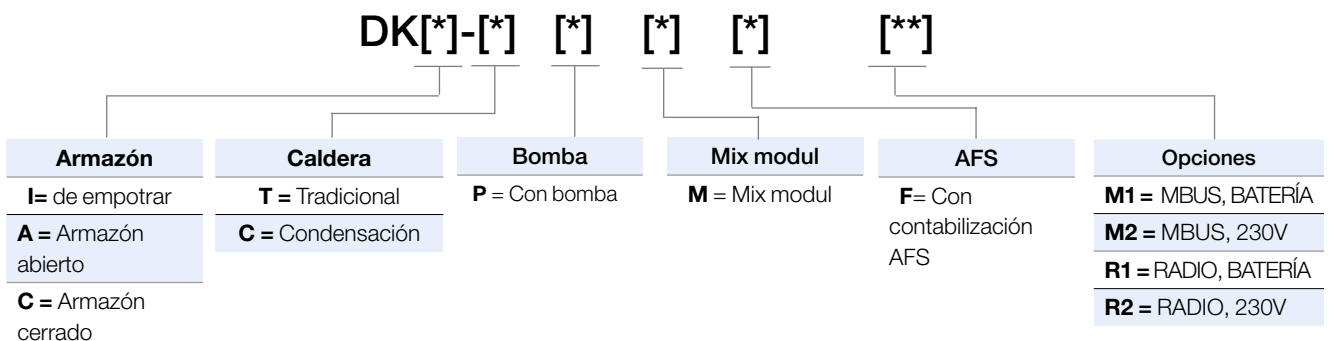 DK[*]-[*] [*] [*] [*] [**]
Armazón
I= de empotrar
A = Armazón
abierto
C = Armazón
cerrado
Caldera
T = Tradicional
C = Condensación
Bomba
P = Con bomba
Mix modul
M = Mix modul
AFS
F= Con
contabilización
AFS
Opciones
M1 = MBUS, BATERÍA
M2 = MBUS, 230V
R1 = RADIO, BATERÍA
R2 = RADIO, 230V